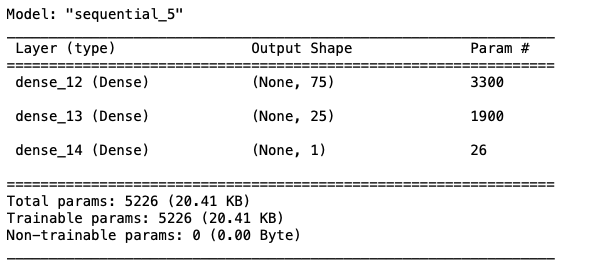 Model: "sequential_5"
_________________________________________________________________
Layer (type)                Output Shape              Param #
=================================================================
dense_12 (Dense)            (None, 75)                3300
dense_13 (Dense)            (None, 25)                1900
dense_14 (Dense)            (None, 1)                 26
=================================================================
Total params: 5226 (20.41 KB)
Trainable params: 5226 (20.41 KB)
Non-trainable params: 0 (0.00 Byte)
_________________________________________________________________